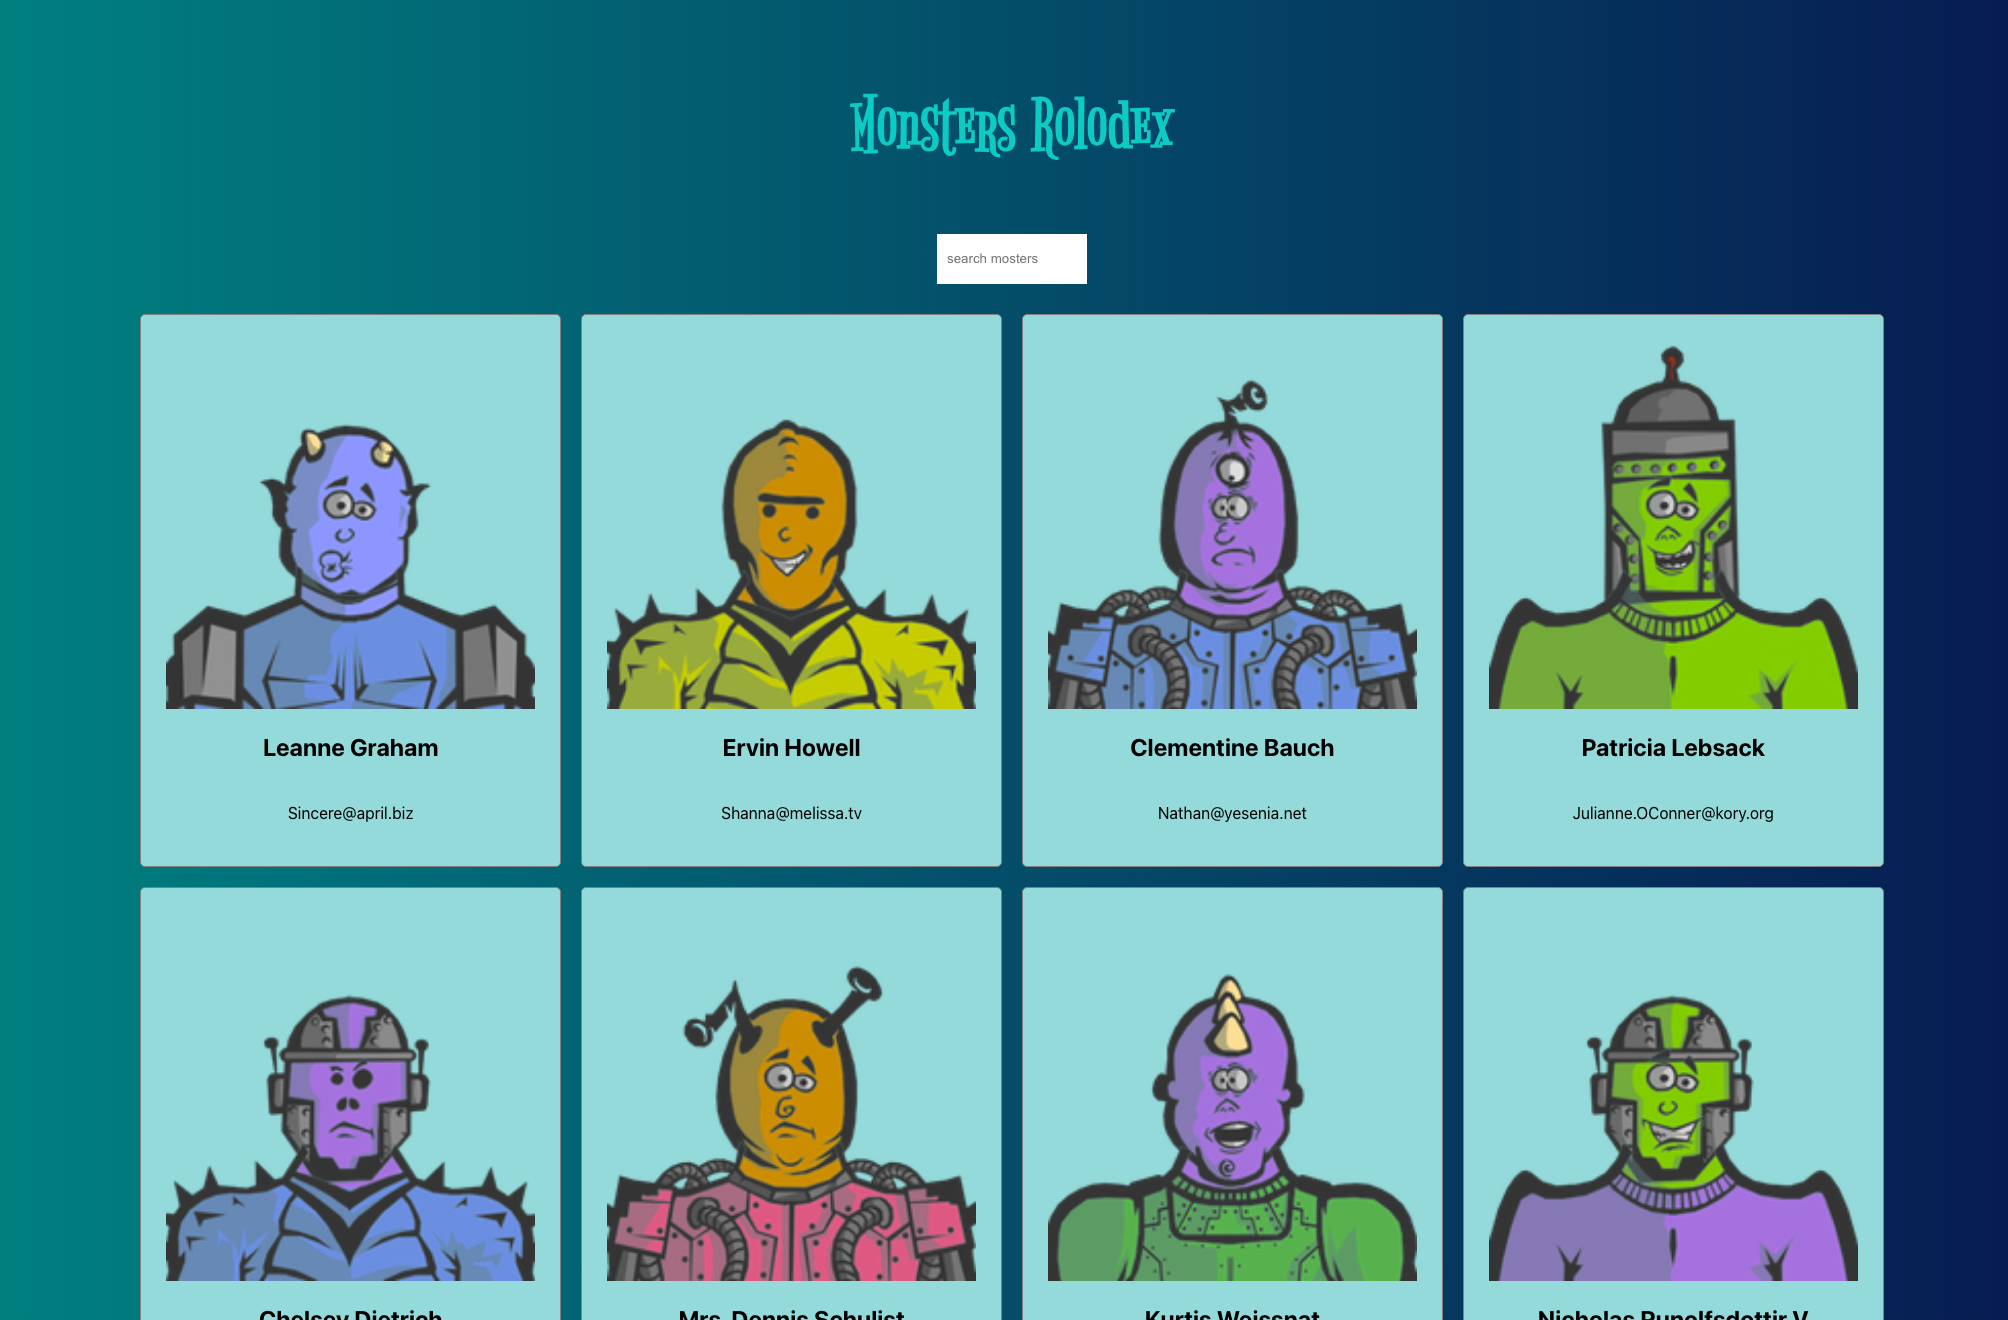 Monsters Rolodex
search mosters
Leanne Graham
Ervin Howell
Clementine Bauch
Patricia Lebsack
Sincere@april.biz
Shanna@melissa.tv
Nathan@yesenia.net
Julianne.OConner@kory.org
Chelsey Dietrich
Mrs. Dennis Schulist
Kurtis Weissnat
Nicholas Runolfsdottir V